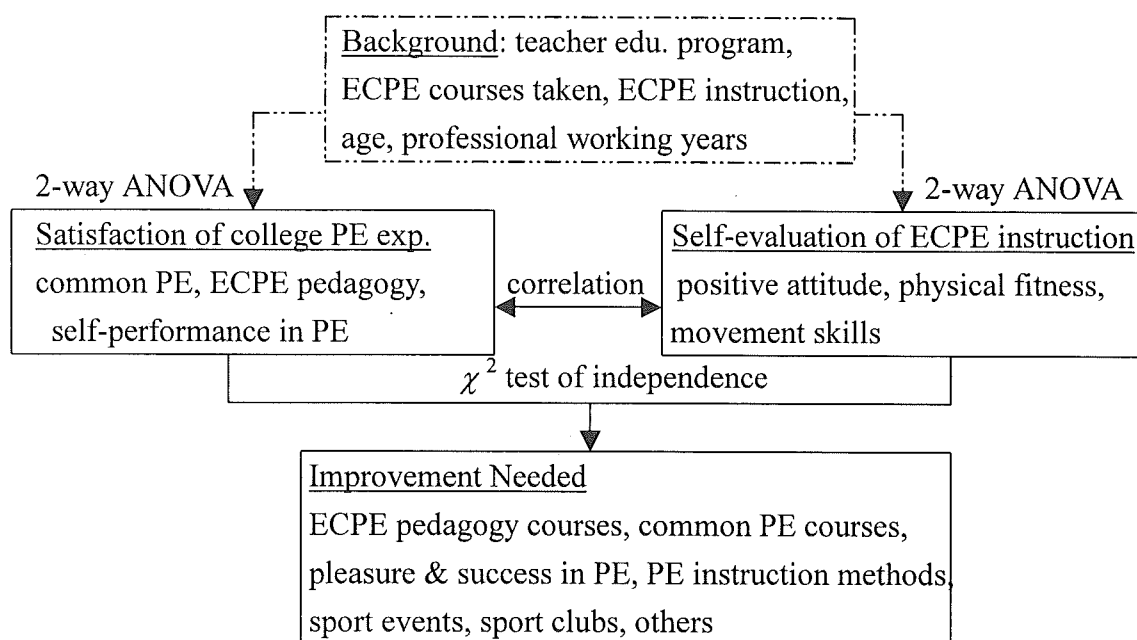 Background: teacher edu. program,
ECPE courses taken, ECPE instruction,
age, professional working years
2-way ANOVA
2-way ANOVA
Satisfaction of college PE exp.
common PE, ECPE pedagogy,
self-performance in PE
correlation
Self-evaluation of ECPE instruction
positive attitude, physical fitness,
movement skills
χ² test of independence
Improvement Needed
ECPE pedagogy courses, common PE courses,
pleasure & success in PE, PE instruction methods,
sport events, sport clubs, others